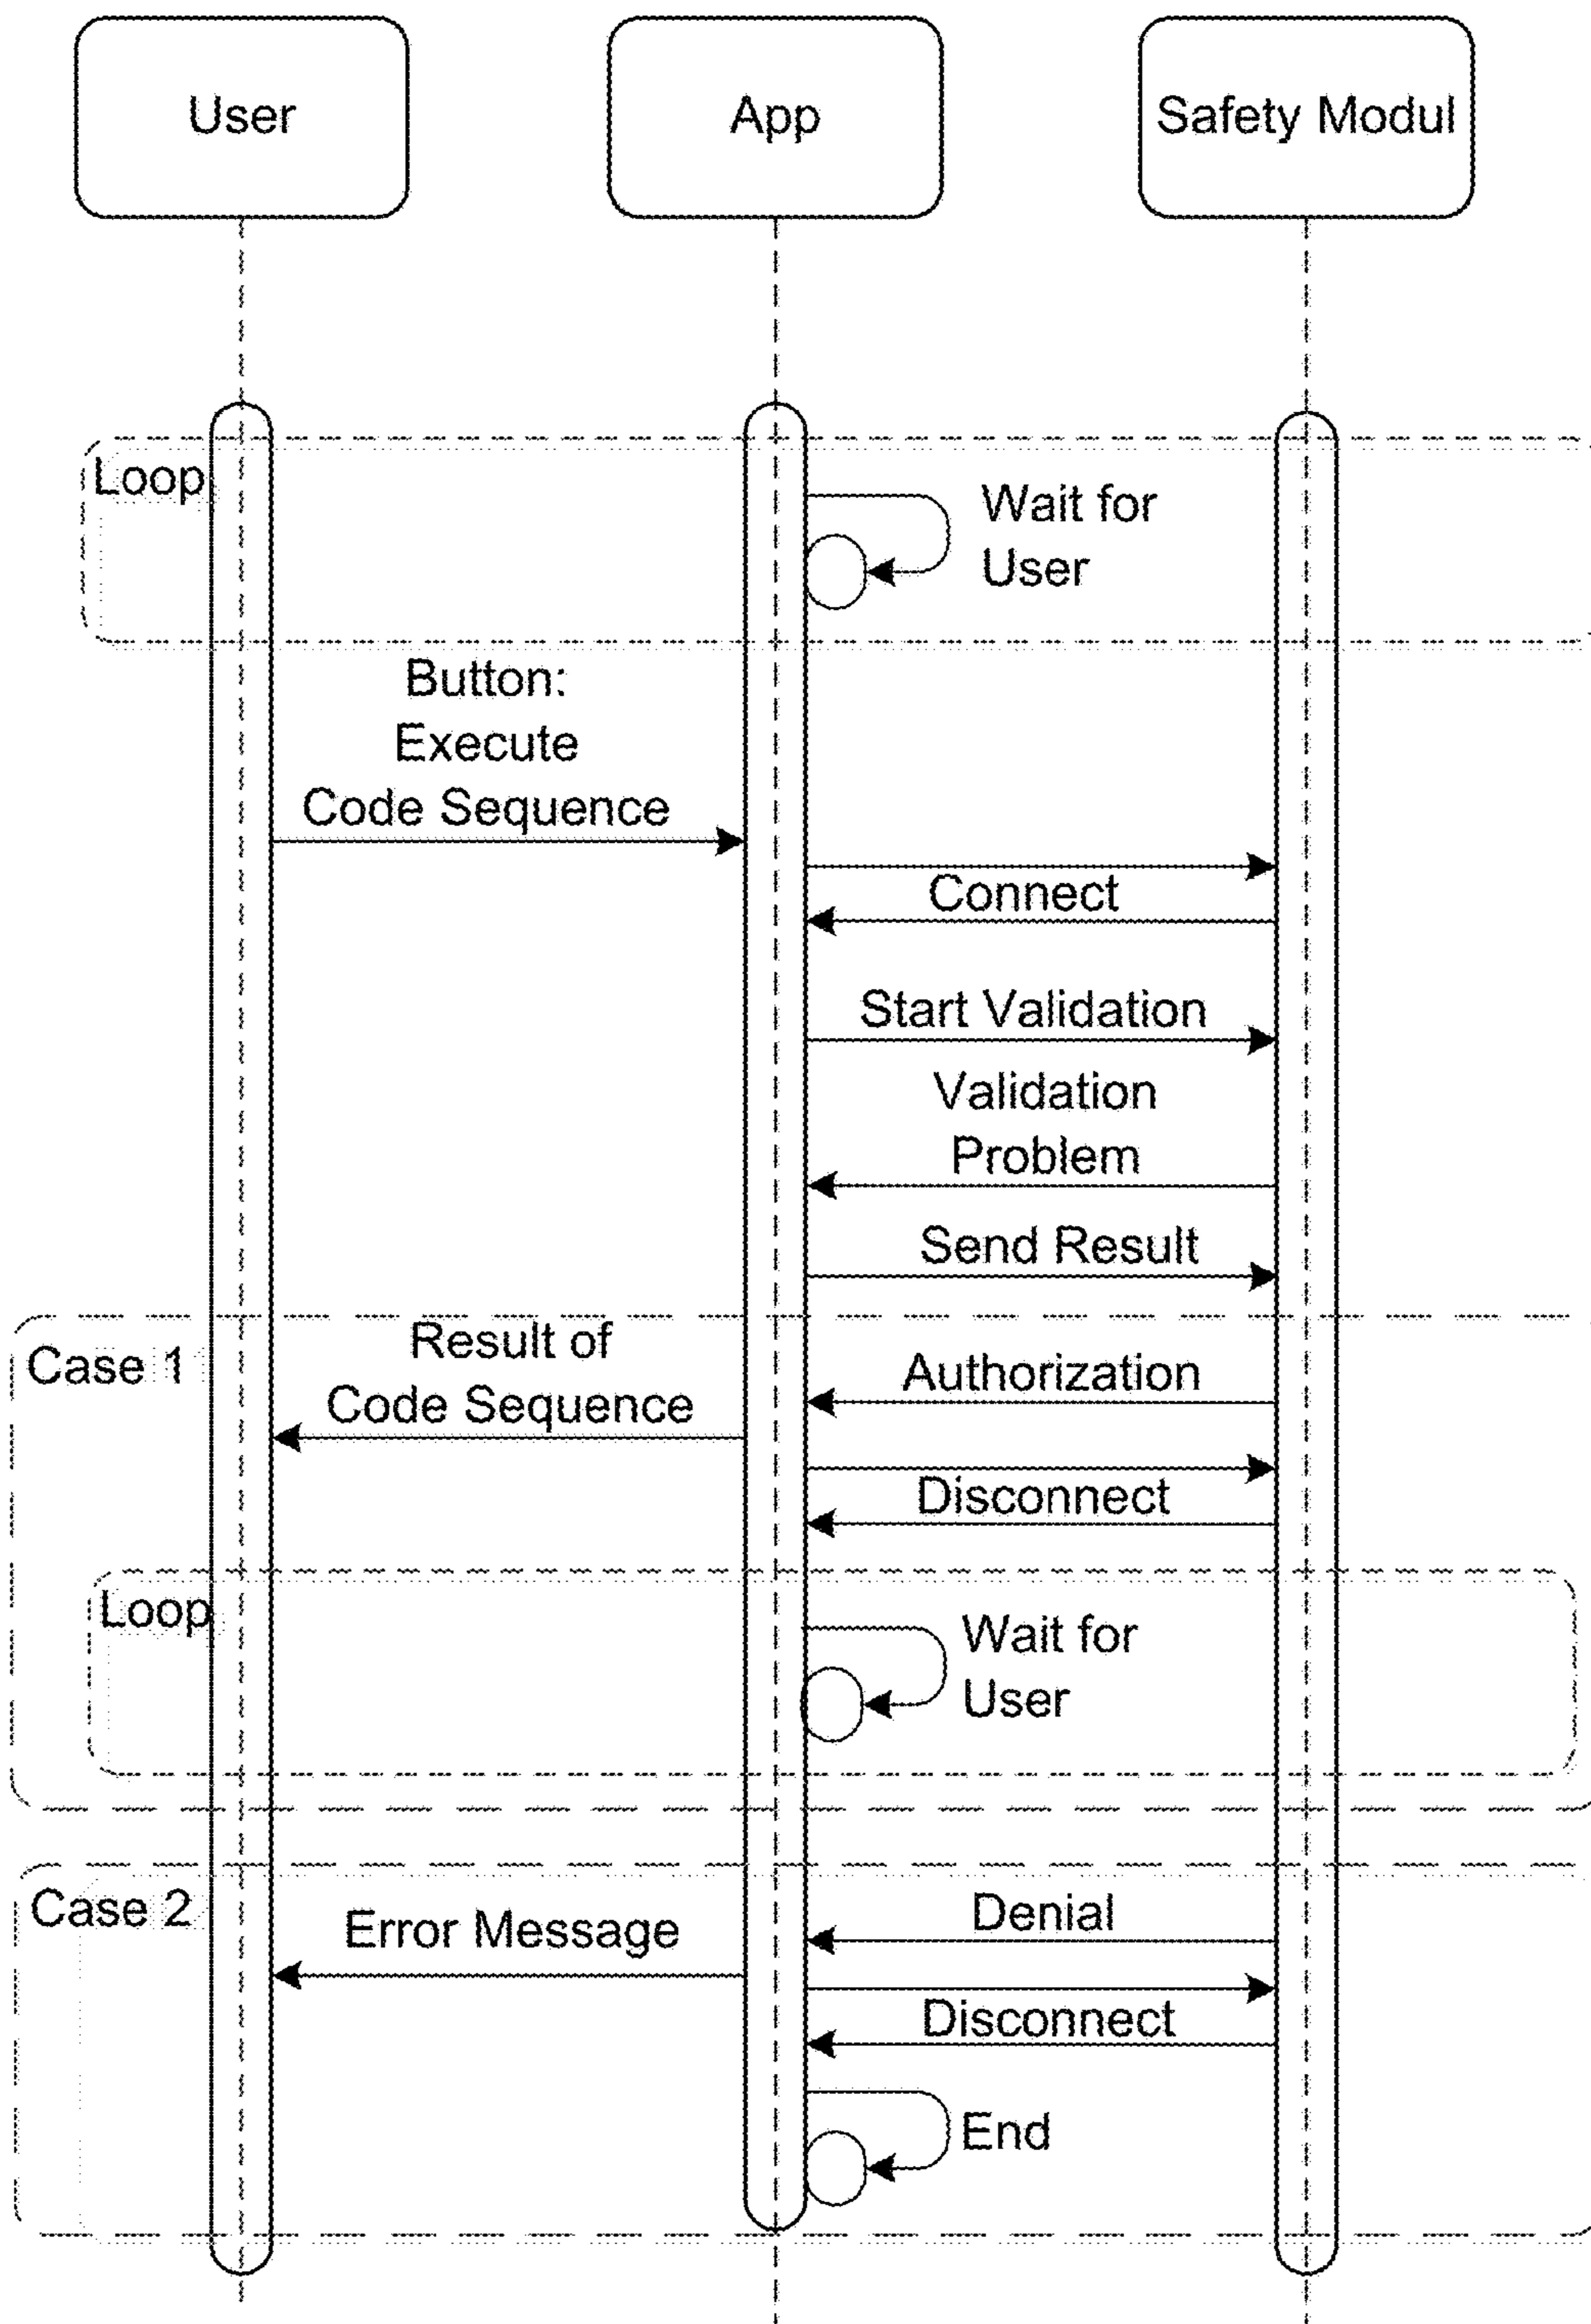 User
App
Safety Modul
Loop
Wait for
User
Button:
Execute
Code Sequence
Connect
Start Validation
Validation
Problem
Send Result
Case 1
Result of
Code Sequence
Authorization
Disconnect
Loop
Wait for
User
Case 2
Error Message
Denial
Disconnect
End